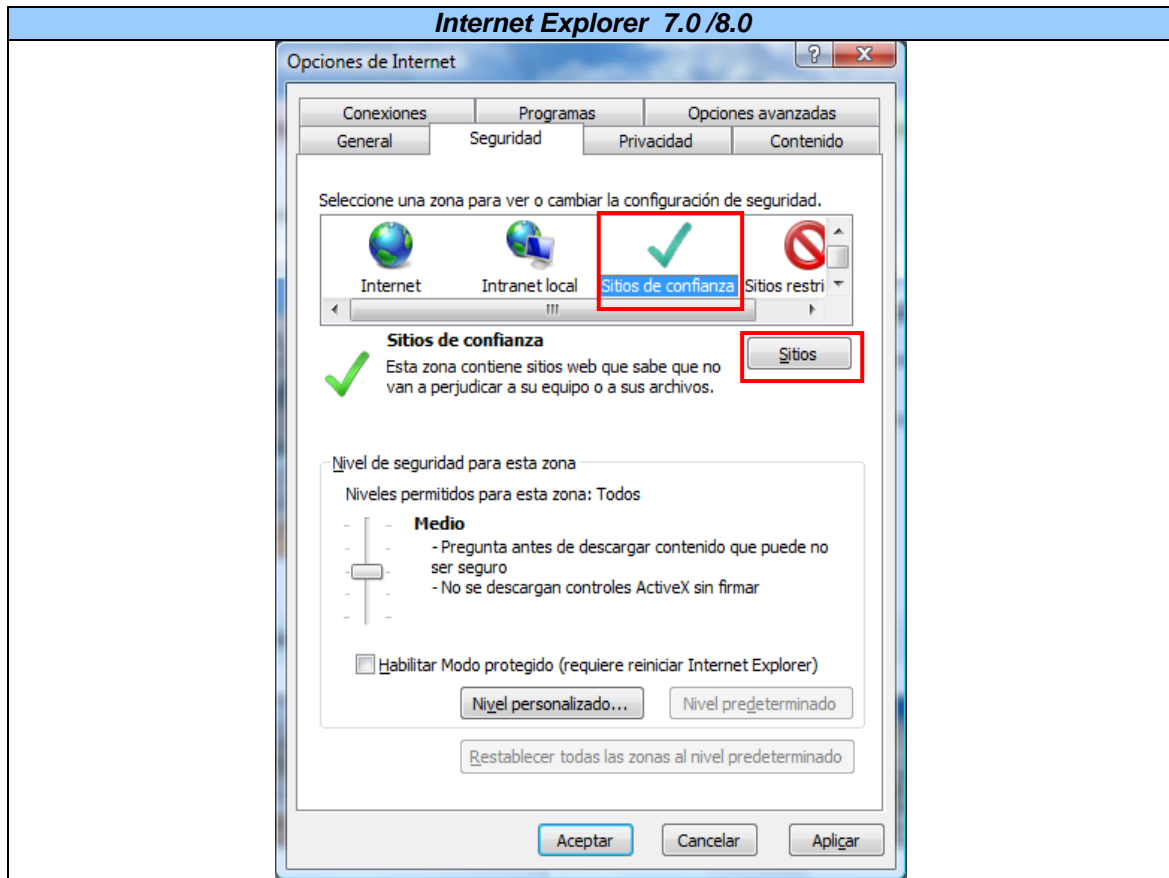 Internet Explorer 7.0 /8.0
Opciones de Internet
Conexiones Programas Opciones avanzadas
General Seguridad Privacidad Contenido
Seleccione una zona para ver o cambiar la configuración de seguridad.
Internet Intranet local Sitios de confianza Sitios restri
Sitios de confianza
Sitios
Esta zona contiene sitios web que sabe que no
van a perjudicar a su equipo o a sus archivos.
Nivel de seguridad para esta zona
Niveles permitidos para esta zona: Todos
Medio
- Pregunta antes de descargar contenido que puede no
ser seguro
- No se descargan controles ActiveX sin firmar
Habilitar Modo protegido (requiere reiniciar Internet Explorer)
Nivel personalizado... Nivel predeterminado
Restablecer todas las zonas al nivel predeterminado
Aceptar Cancelar Aplicar